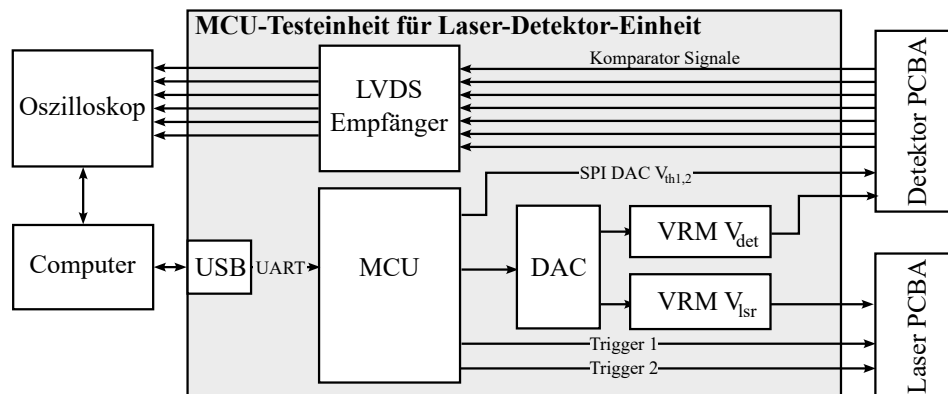 MCU-Testeinheit für Laser-Detektor-Einheit
Komparator Signale
Oszilloskop
LVDS
Empfänger
Detektor PCBA
SPI DAC Vth1,2
Computer
USB
UART
MCU
DAC
VRM Vdet
VRM Vlsr
Trigger 1
Trigger 2
Laser PCBA